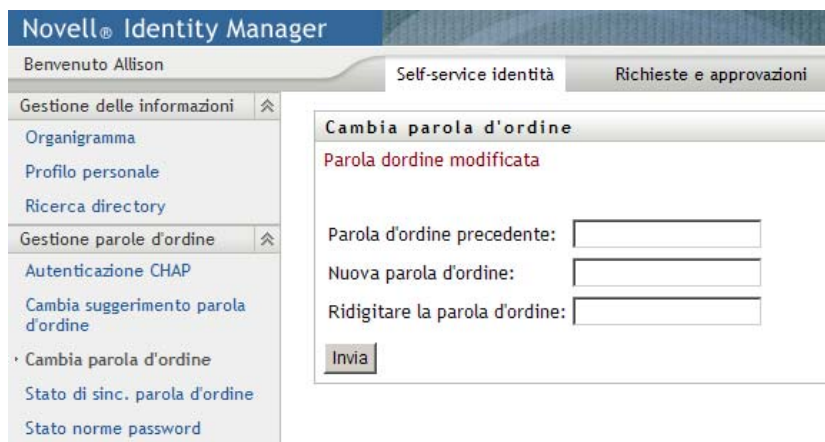 Novell® Identity Manager
Benvenuto Allison
Self-service identità
Richieste e approvazioni
Gestione delle informazioni
Organigramma
Profilo personale
Ricerca directory
Gestione parole d'ordine
Autenticazione CHAP
Cambia suggerimento parola
d'ordine
Cambia parola d'ordine
Stato di sinc. parola d'ordine
Stato norme password
Cambia parola d'ordine
Parola dordine modificata
Parola d'ordine precedente:
Nuova parola d'ordine:
Ridigitare la parola d'ordine:
Invia